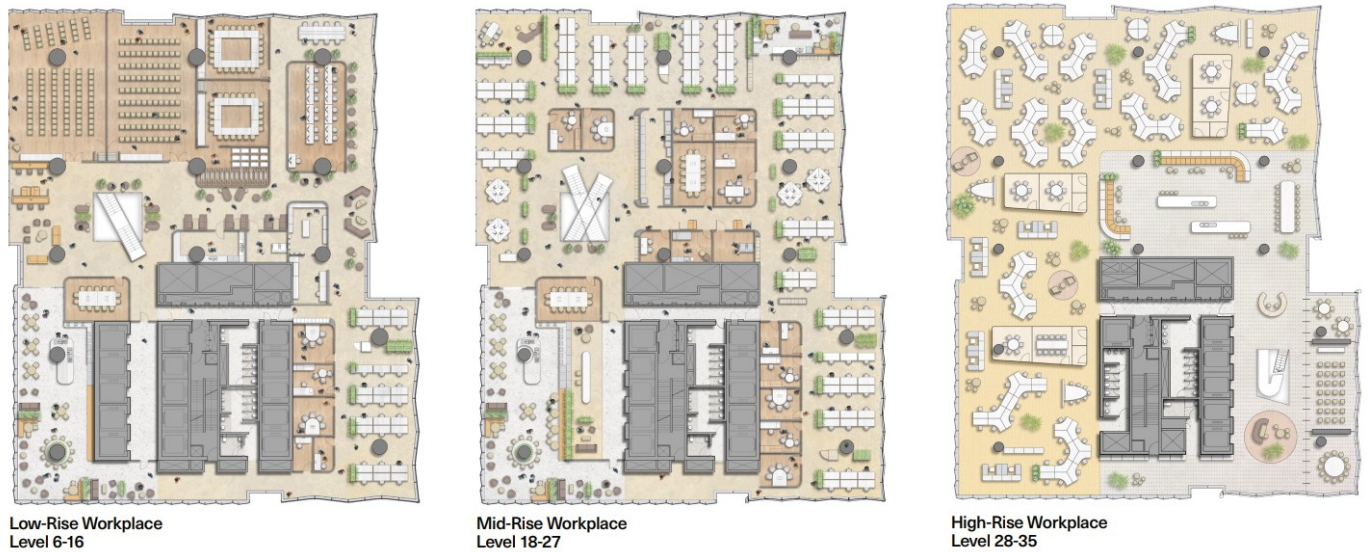 Low-Rise Workplace
Level 6-16
Mid-Rise Workplace
Level 18-27
High-Rise Workplace
Level 28-35